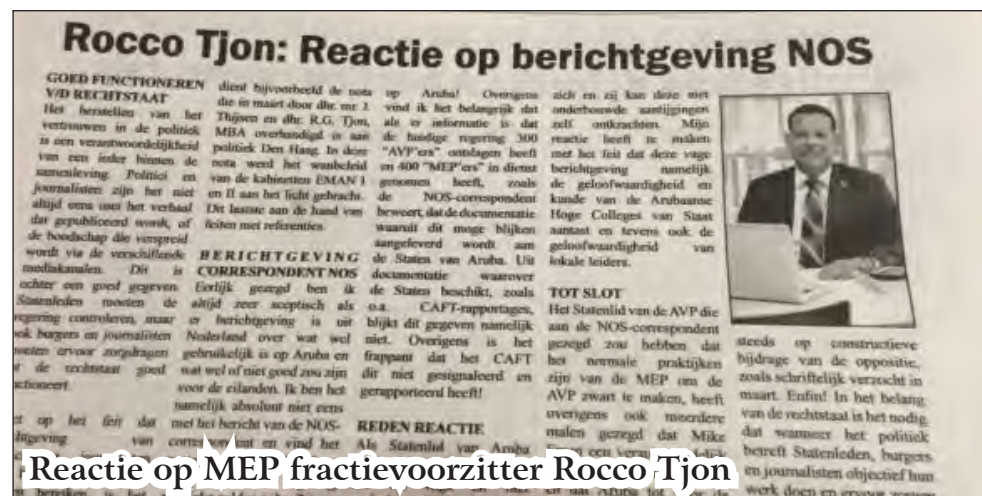 Rocco Tjon: Reactie op berichtgeving NOS
GOED FUNCTIONEREN
V/D RECHTSTAAT
Het herstellen van het
vertrouwen in de politiek
is een verantwoordelijkheid
van een ieder binnen de
samenleving. Politici en
journalisten zijn het niet
altijd eens met het verhaal
dat gepubliceerd wordt, of
de boodschap die verspreid
wordt via de verschillende
mediakanalen. Dit is
echter een goed gegeven.
Statenleden moeten de
regering controleren, maar
ook burgers en journalisten
moeten ervoor zorgdragen
dat de rechtstaat goed
functioneert.
op het feit dat
van
dient bijvoorbeeld de nota
die in maart door dhr. mr. J.
Thijsen en dhr. R.G. Tjon,
MBA overhandigd is aan
politiek Den Haag. In deze
nota werd het wanbeleid
van de kabinetten EMAN I
en II aan het licht gebracht.
Dit laatste aan de hand van
feiten met referenties.
BERICHTGEVING
CORRESPONDENT NOS
Eerlijk gezegd ben ik
altijd zeer sceptisch als
er berichtgeving is uit
Nederland over wat wel
gebruikelijk is op Aruba en
wat wel of niet goed zou zijn
voor de eilanden. Ik ben het
namelijk absoluut niet eens
met het bericht van de NOS-
correspondent en vind het
op Aruba! Overigens
vind ik het belangrijk dat
als er informatie is dat
de huidige regering 300
"AVP'ers" ontslagen heeft
en 400 "MEP'ers" in dienst
genomen heeft, zoals
de NOS-correspondent
beweert, dat de documentatie
waaruit dit moge blijken
aangeleverd wordt aan
de Staten van Aruba. Uit
documentatie waarover
de Staten beschikt, zoals
o.a. CAFT-rapportages,
blijkt dit gegeven namelijk
niet. Overigens is het
frappant dat het CAFT
dit niet gesignaleerd en
gerapporteerd heeft!
REDEN REACTIE
Als Statenlid van Aruba
zich en zij kan deze niet
onderbouwde aantijgingen
zelf ontkrachten. Mijn
reactie heeft te maken
met het feit dat deze vage
berichtgeving namelijk
de geloofwaardigheid en
kunde van de Arubaanse
Hoge Colleges van Staat
aantast en tevens ook de
geloofwaardigheid van
lokale leiders.
TOT SLOT
Het Statenlid van de AVP die
aan de NOS-correspondent
gezegd zou hebben dat
het normale praktijken
zijn van de MEP om de
AVP zwart te maken, heeft
overigens ook meerdere
malen gezegd dat Mike
steeds op constructieve
bijdrage van de oppositie,
zoals schriftelijk verzocht in
maart. Enfin! In het belang
van de rechtstaat is het nodig
dat wanneer het politiek
betreft Statenleden, burgers
en journalisten objectief hun
werk doen en ervoor
Reactie op MEP fractievoorzitter Rocco Tjon